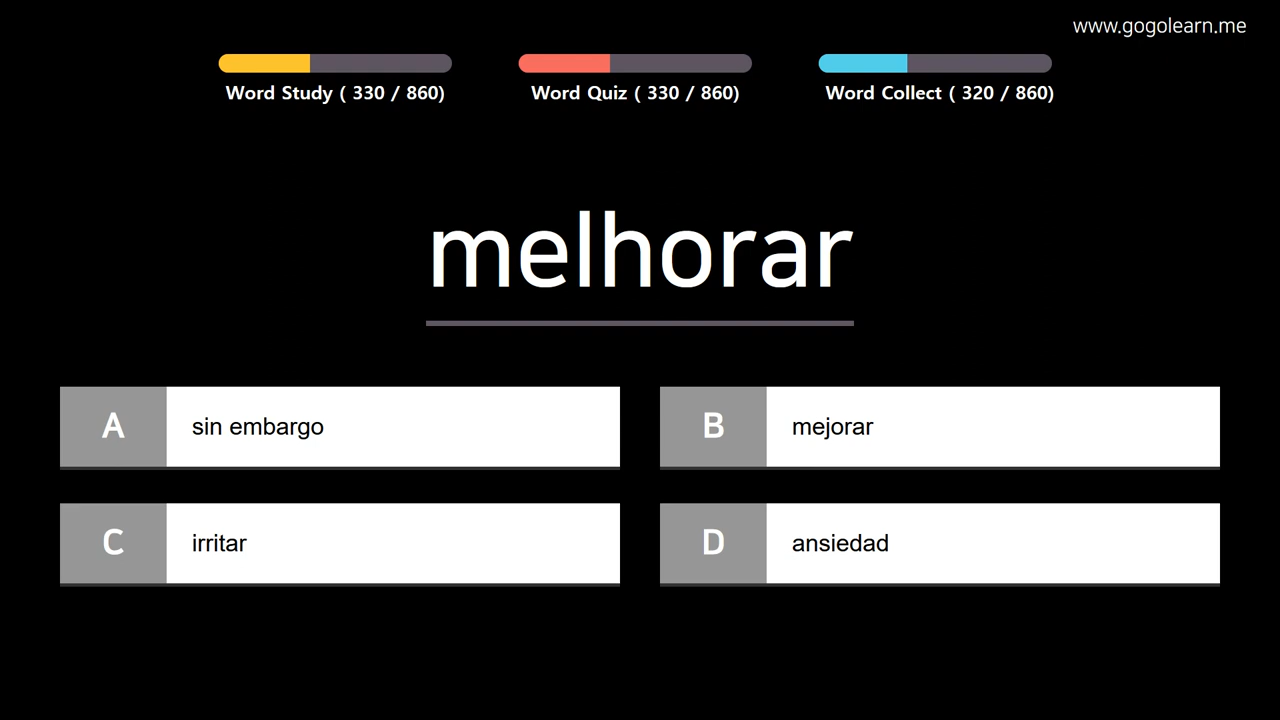 www.gogolearn.me
Word Study ( 330 / 860)
Word Quiz ( 330 / 860)
Word Collect ( 320 / 860)
melhorar
A
sin embargo
B
mejorar
C
irritar
D
ansiedad